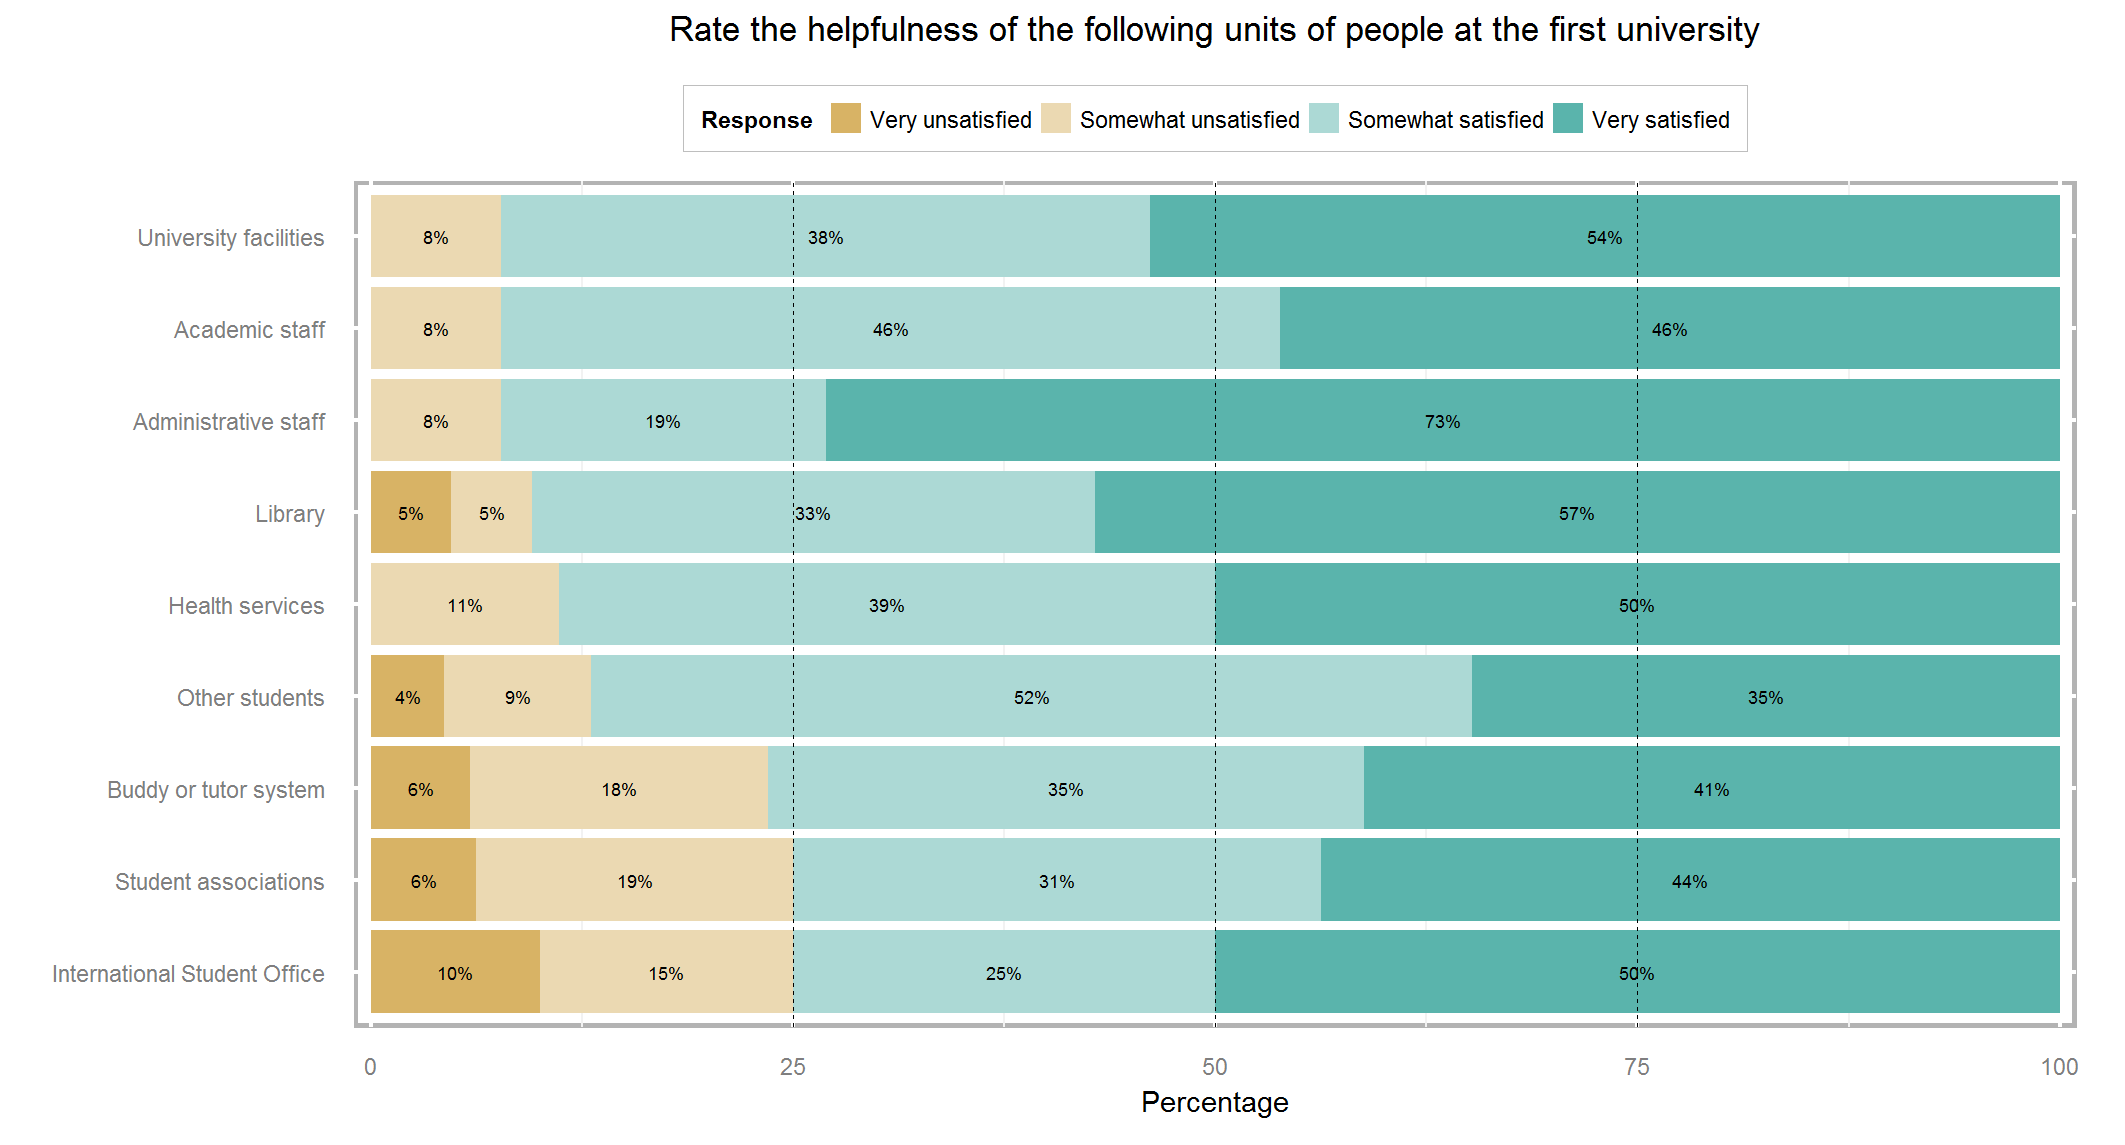 Rate the helpfulness of the following units of people at the first university
Response Very unsatisfied Somewhat unsatisfied Somewhat satisfied Very satisfied
University facilities 8% 38% 54%
Academic staff 8% 46% 46%
Administrative staff 8% 19% 73%
Library 5% 5% 33% 57%
Health services 11% 39% 50%
Other students 4% 9% 52% 35%
Buddy or tutor system 6% 18% 35% 41%
Student associations 6% 19% 31% 44%
International Student Office 10% 15% 25% 50%
0 25 50 75 100
Percentage